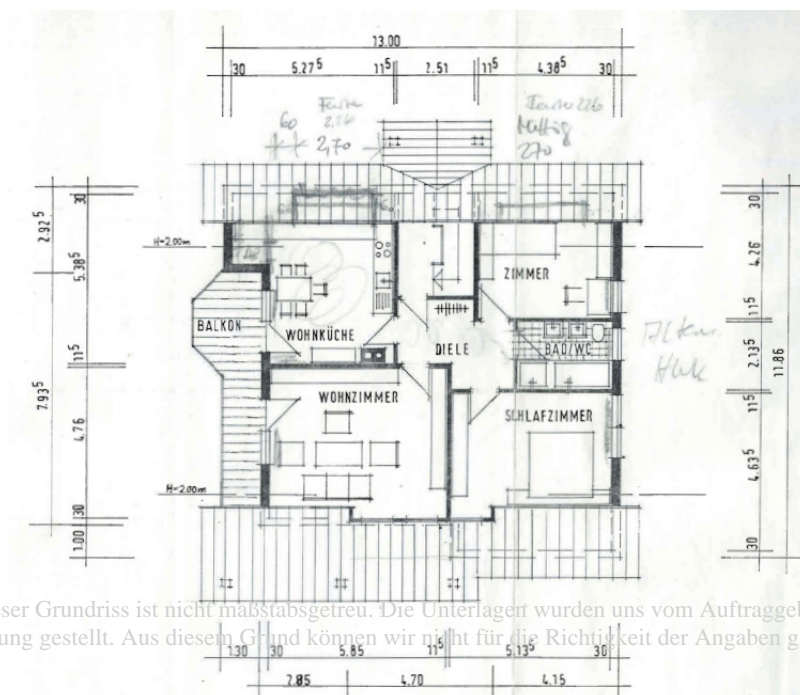 13.00
30 5.27⁵ 11⁵ 2.51 11⁵ 4.38⁵ 30
60 2,26
2,70
226
270
30
2.92⁵
5.38⁵
11⁵
7.93⁵
4.76
30
1.00
H=2.00m
H=2.00m
BALKON
WOHNKÜCHE
DIELE
ZIMMER
BAD/WC
WOHNZIMMER
SCHLAFZIMMER
30
4.26
11⁵
2.13⁵
11⁵
4.63⁵
30
11.86
ser Grundriss ist nicht maßstabsgetreu. Die Unterlagen wurden uns vom Auftraggeb
ung gestellt. Aus diesem Grund können wir nicht für die Richtigkeit der Angaben g
1.30 30 5.85 11⁵ 5.13⁵ 30
2.85 4.70 4.15